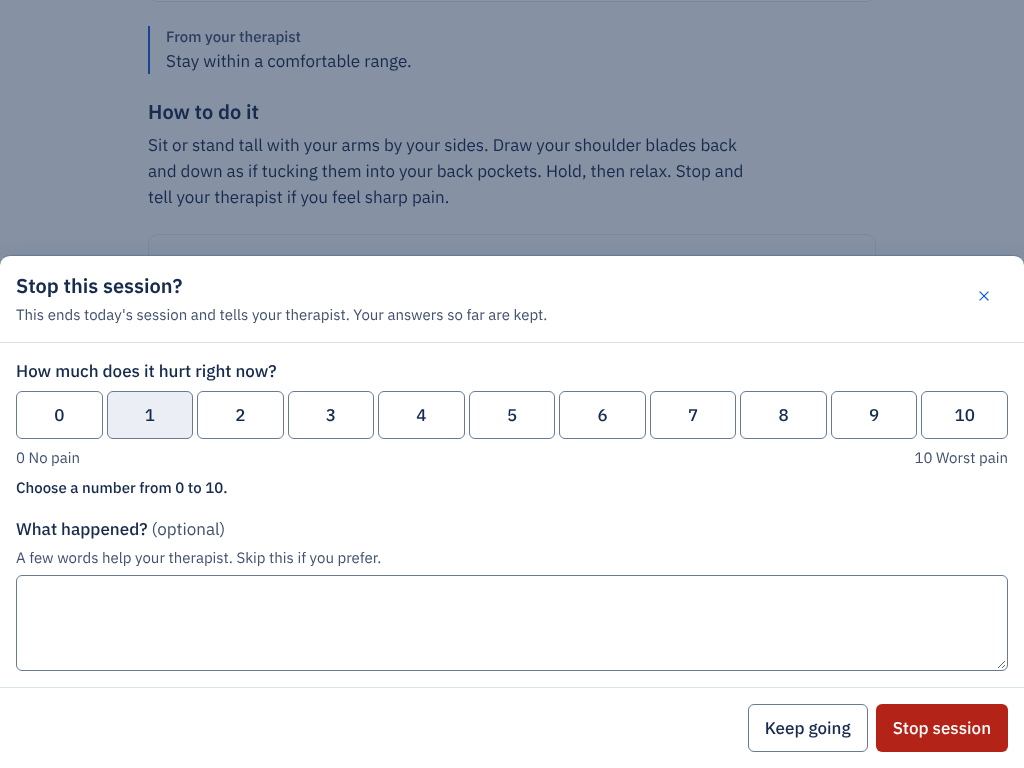 From your therapist
Stay within a comfortable range.
How to do it
Sit or stand tall with your arms by your sides. Draw your shoulder blades back
and down as if tucking them into your back pockets. Hold, then relax. Stop and
tell your therapist if you feel sharp pain.
Stop this session?
This ends today's session and tells your therapist. Your answers so far are kept.
How much does it hurt right now?
0 1 2 3 4 5 6 7 8 9 10
0 No pain 10 Worst pain
Choose a number from 0 to 10.
What happened? (optional)
A few words help your therapist. Skip this if you prefer.
Keep going Stop session